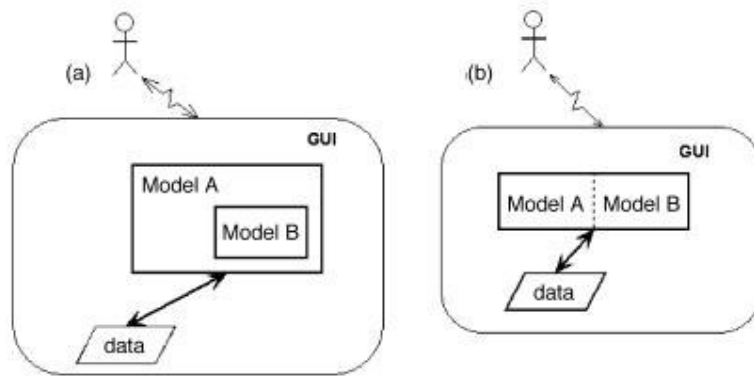 (a)
GUI
Model A
Model B
data
(b)
GUI
Model A Model B
data